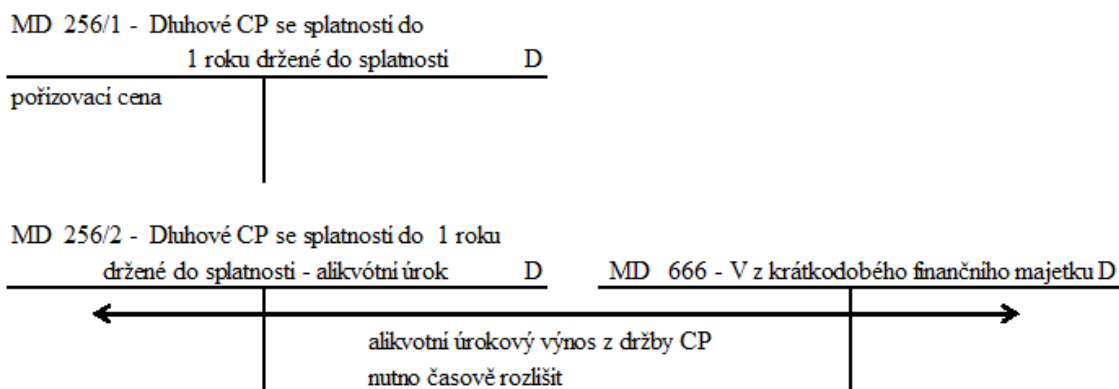 MD 256/1 - Dluhové CP se splatností do
1 roku držené do splatnosti D
pořizovací cena
MD 256/2 - Dluhové CP se splatností do 1 roku
držené do splatnosti - alikvótní úrok D MD 666 - V z krátkodobého finančního majetku D
alikvotní úrokový výnos z držby CP
nutno časově rozlišit